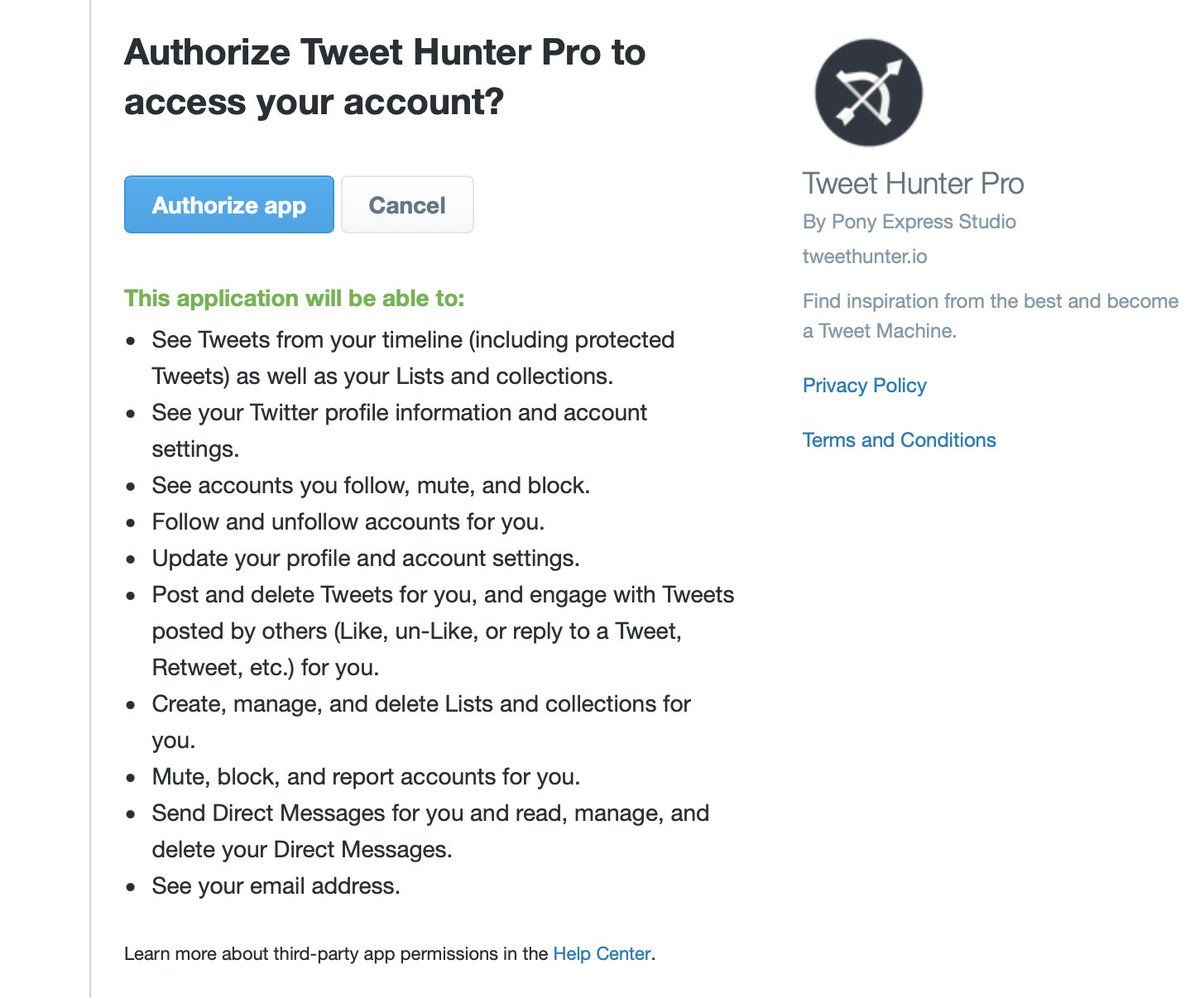 Authorize Tweet Hunter Pro to
access your account?
Authorize app
Cancel
This application will be able to:
• See Tweets from your timeline (including protected
Tweets) as well as your Lists and collections.
• See your Twitter profile information and account
settings.
• See accounts you follow, mute, and block.
• Follow and unfollow accounts for you.
• Update your profile and account settings.
• Post and delete Tweets for you, and engage with Tweets
posted by others (Like, un-Like, or reply to a Tweet,
Retweet, etc.) for you.
• Create, manage, and delete Lists and collections for
you.
• Mute, block, and report accounts for you.
• Send Direct Messages for you and read, manage, and
delete your Direct Messages.
• See your email address.
Learn more about third-party app permissions in the Help Center.
Tweet Hunter Pro
By Pony Express Studio
tweethunter.io
Find inspiration from the best and become
a Tweet Machine.
Privacy Policy
Terms and Conditions